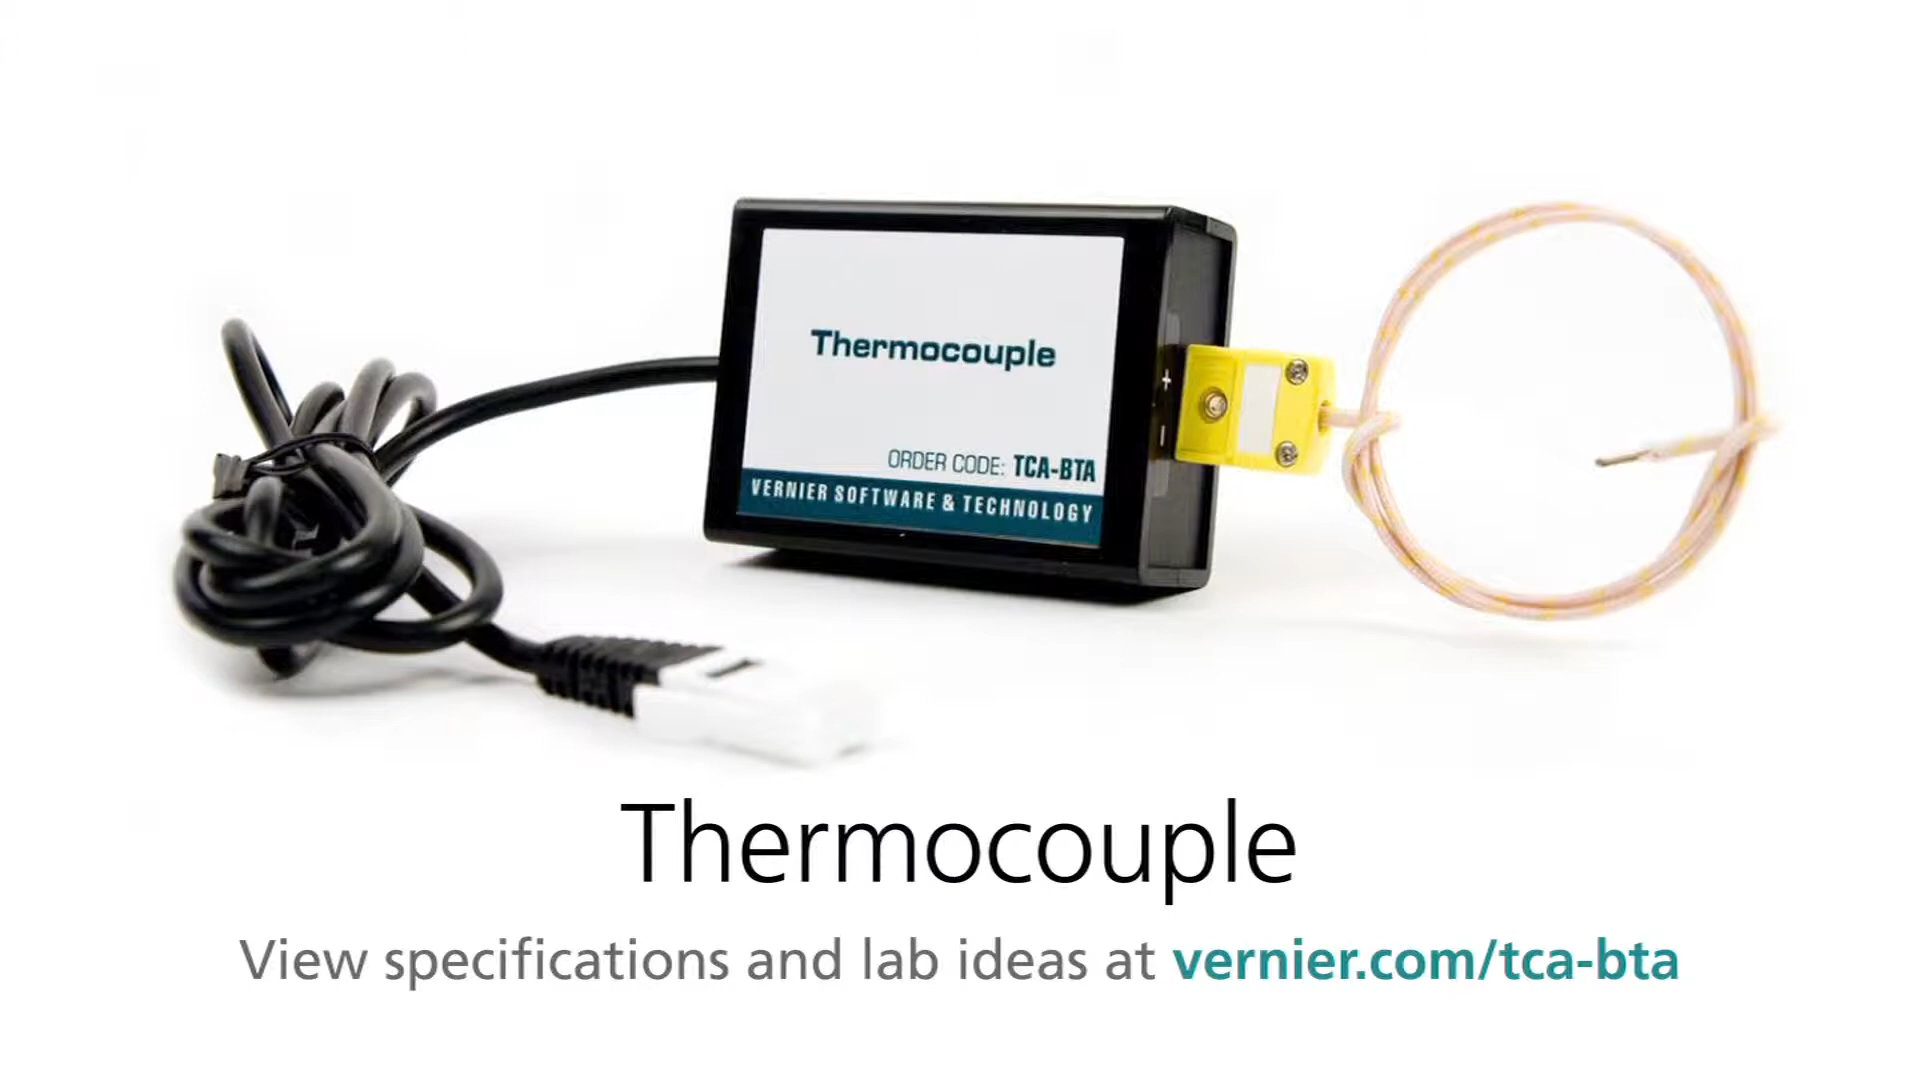 Thermocouple
+
-
ORDER CODE: TCA-BTA
VERNIER SOFTWARE & TECHNOLOGY
Thermocouple
View specifications and lab ideas at vernier.com/tca-bta